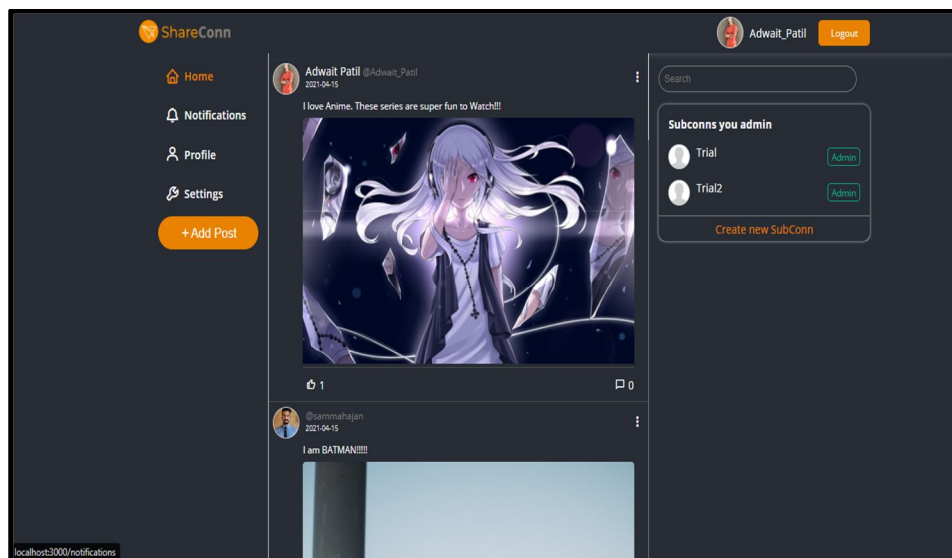 ShareConn
Adwait_Patil
Logout
Home
Notifications
Profile
Settings
+ Add Post
Adwait Patil @Adwait_Patil
2021-04-15
I love Anime. These series are super fun to Watch!!!
1
0
@sammahajan
2021-04-15
I am BATMAN!!!!!
Search
Subconns you admin
Trial
Admin
Trial2
Admin
Create new SubConn
localhost:3000/notifications